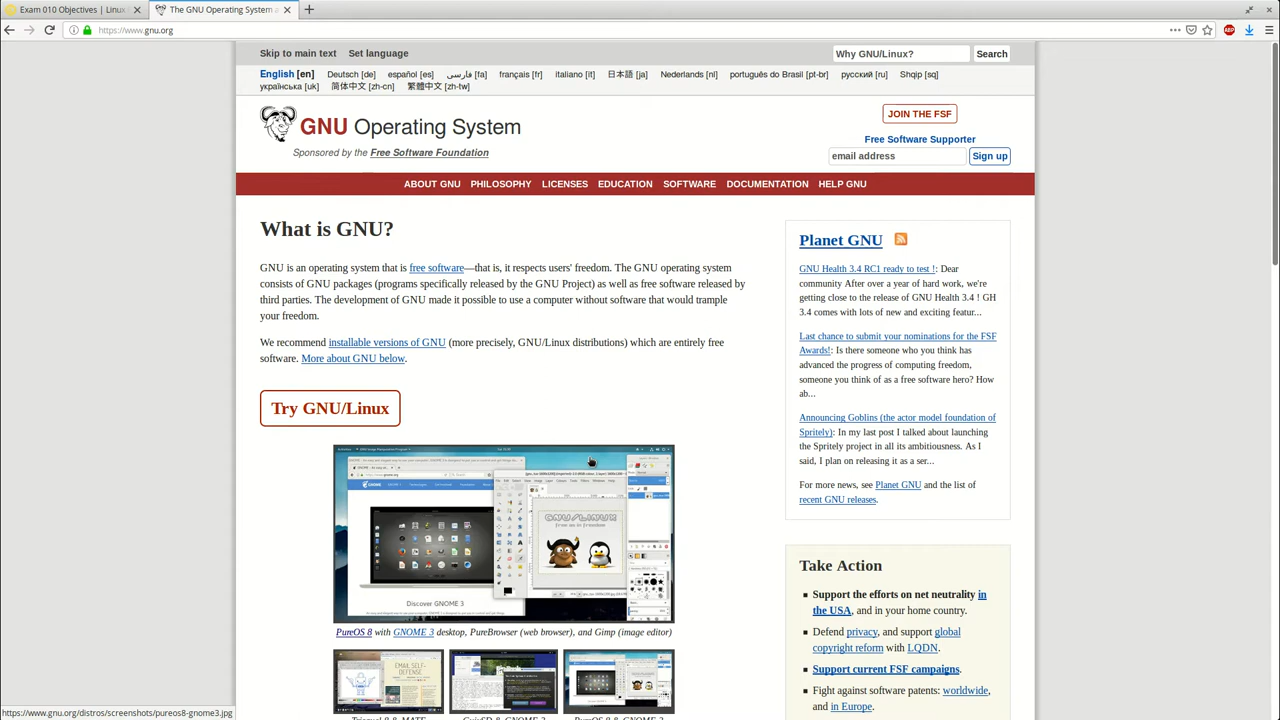 Exam 010 Objectives | Linux
The GNU Operating System a
https://www.gnu.org
ABP
Skip to main text Set language
Why GNU/Linux? Search
English [en] Deutsch [de] español [es] فارسی [fa] français [fr] italiano [it] 日本語 [ja] Nederlands [nl] português do Brasil [pt-br] русский [ru] Shqip [sq]
українська [uk] 简体中文 [zh-cn] 繁體中文 [zh-tw]
JOIN THE FSF
GNU Operating System
Free Software Supporter
Sponsored by the Free Software Foundation
email address Sign up
ABOUT GNU PHILOSOPHY LICENSES EDUCATION SOFTWARE DOCUMENTATION HELP GNU
What is GNU?
GNU is an operating system that is free software—that is, it respects users' freedom. The GNU operating system
consists of GNU packages (programs specifically released by the GNU Project) as well as free software released by
third parties. The development of GNU made it possible to use a computer without software that would trample
your freedom.
We recommend installable versions of GNU (more precisely, GNU/Linux distributions) which are entirely free
software. More about GNU below.
Try GNU/Linux
GNU/LINUX
Discover GNOME 3
PureOS 8 with GNOME 3 desktop, PureBrowser (web browser), and Gimp (image editor)
EMAIL SELF-
DEFENSE
Planet GNU
GNU Health 3.4 RC1 ready to test !: Dear
community After over a year of hard work, we're
getting close to the release of GNU Health 3.4 ! GH
3.4 comes with lots of new and exciting featur...
Last chance to submit your nominations for the FSF
Awards!: Is there someone who you think has
advanced the progress of computing freedom,
someone you think of as a free software hero? How
ab...
Announcing Goblins (the actor model foundation of
Spritely): In my last post I talked about launching
the Spritely project in all its ambitiousness. As I
said, I plan on releasing it as a ser...
For more news, see Planet GNU and the list of
recent GNU releases.
Take Action
Support the efforts on net neutrality in
the USA, and in your home country.
Defend privacy, and support global
copyright reform with LQDN.
Support current FSF campaigns.
Fight against software patents: worldwide,
and in Europe.
https://www.gnu.org/distros/screenshots/pureos8-gnome3.jpg